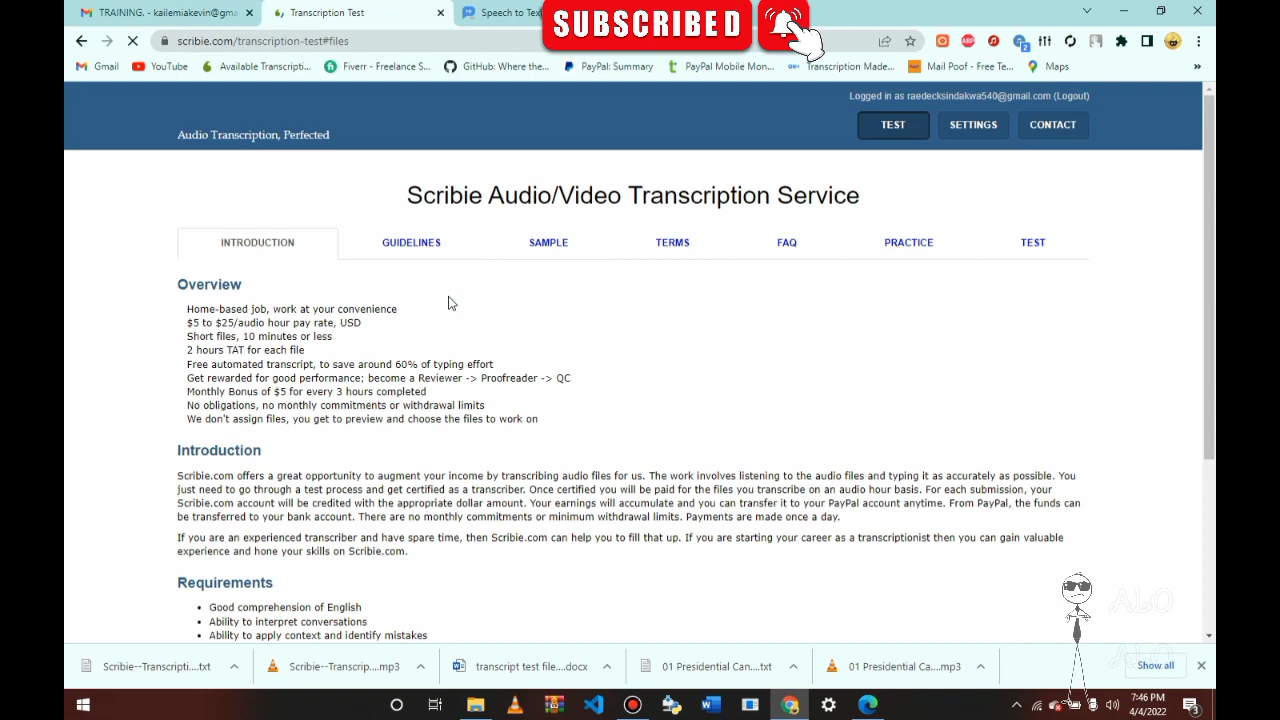 TRAINING. - kailemiakevin@gma
Transcription Test
Speech to Tex
SUBSCRIBED
scribie.com/transcription-test#files
Gmail
YouTube
Available Transcripti...
Fiverr - Freelance S...
GitHub: Where the...
PayPal: Summary
PayPal Mobile Mon...
Transcription Made...
Mail Poof - Free Te...
Maps
»
Logged in as raedecksindakwa540@gmail.com (Logout)
Audio Transcription, Perfected
TEST
SETTINGS
CONTACT
Scribie Audio/Video Transcription Service
INTRODUCTION
GUIDELINES
SAMPLE
TERMS
FAQ
PRACTICE
TEST
Overview
Home-based job, work at your convenience
$5 to $25/audio hour pay rate, USD
Short files, 10 minutes or less
2 hours TAT for each file
Free automated transcript, to save around 60% of typing effort
Get rewarded for good performance; become a Reviewer -> Proofreader -> QC
Monthly Bonus of $5 for every 3 hours completed
No obligations, no monthly commitments or withdrawal limits
We don't assign files, you get to preview and choose the files to work on
Introduction
Scribie.com offers a great opportunity to augment your income by transcribing audio files for us. The work involves listening to the audio files and typing it as accurately as possible. You
just need to go through a test process and get certified as a transcriber. Once certified you will be paid for the files you transcribe on an audio hour basis. For each submission, your
Scribie.com account will be credited with the appropriate dollar amount. Your earnings will accumulate and you can transfer it to your PayPal account anytime. From PayPal, the funds can
be transferred to your bank account. There are no monthly commitments or minimum withdrawal limits. Payments are made once a day.
If you are an experienced transcriber and have spare time, then Scribie.com can help you to fill that up. If you are starting your career as a transcriptionist then you can gain valuable
experience and hone your skills on Scribie.com.
Requirements
• Good comprehension of English
• Ability to interpret conversations
• Ability to apply context and identify mistakes
ALO
ALO
Scribie--Transcripti....txt
Scribie--Transcrip....mp3
transcript test file....docx
01 Presidential Can....txt
01 Presidential Ca....mp3
Show all
7:46 PM
4/4/2022
3